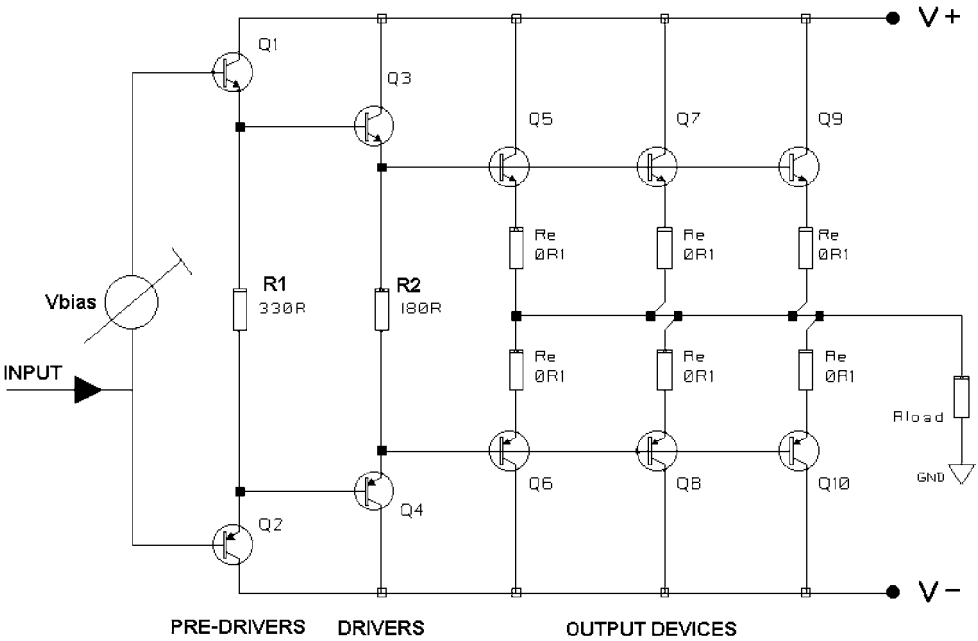 V+
Q1
Q3
Q5
Q7
Q9
Re
0R1
Re
0R1
Re
0R1
Vbias
R1
330R
R2
180R
INPUT
Re
0R1
Re
0R1
Re
0R1
Rload
GND
Q2
Q4
Q6
Q8
Q10
V-
PRE-DRIVERS
DRIVERS
OUTPUT DEVICES